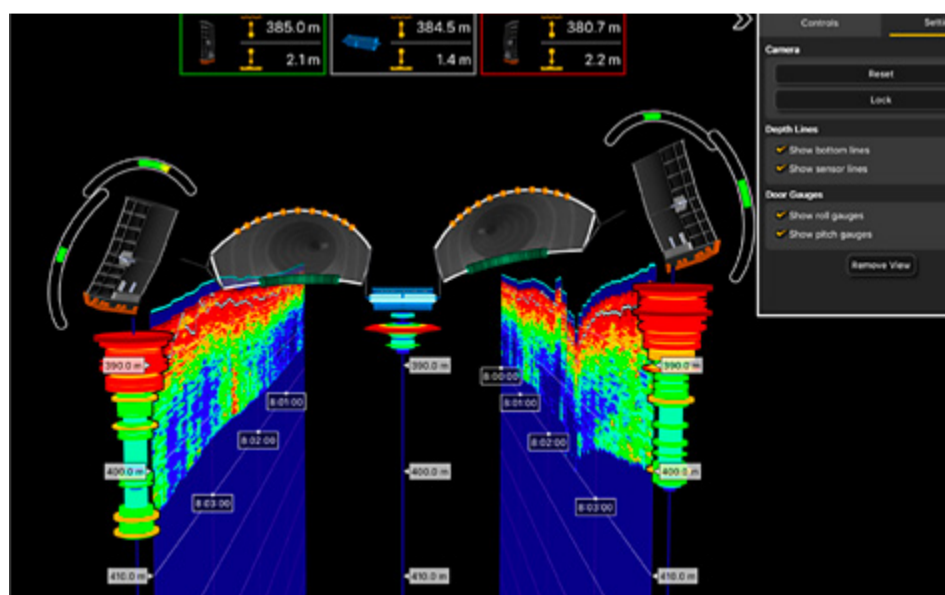 385.0 m
2.1 m
384.5 m
1.4 m
380.7 m
2.2 m
Controls
Setti
Camera
Reset
Lock
Depth Lines
Show bottom lines
Show sensor lines
Door Gauges
Show roll gauges
Show pitch gauges
Remove View
390.0 m
400.0 m
410.0 m
8:01:00
8:02:00
8:03:00
390.0 m
400.0 m
410.0 m
8:00:00
8:01:00
8:02:00
8:03:00
390.0 m
400.0 m
410.0 m